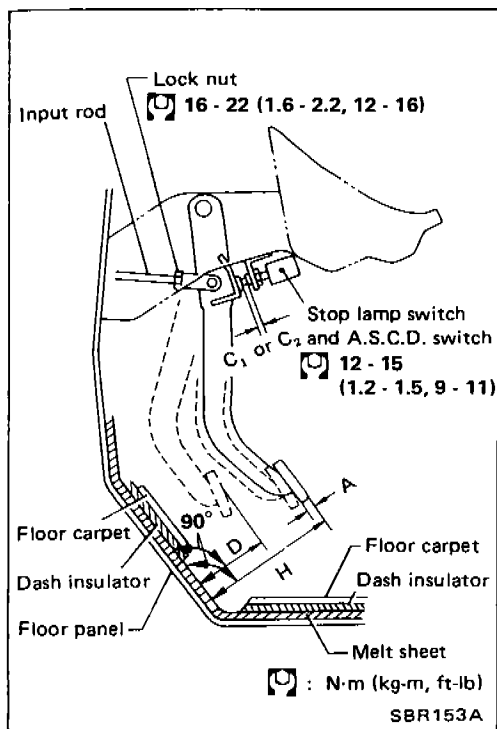 Lock nut
16 - 22 (1.6 - 2.2, 12 - 16)
Input rod
Stop lamp switch
C1 or C2 and A.S.C.D. switch
12 - 15
(1.2 - 1.5, 9 - 11)
A
90°
D
H
Floor carpet
Dash insulator
Floor panel
Floor carpet
Dash insulator
Melt sheet
: N·m (kg-m, ft-lb)
SBR153A